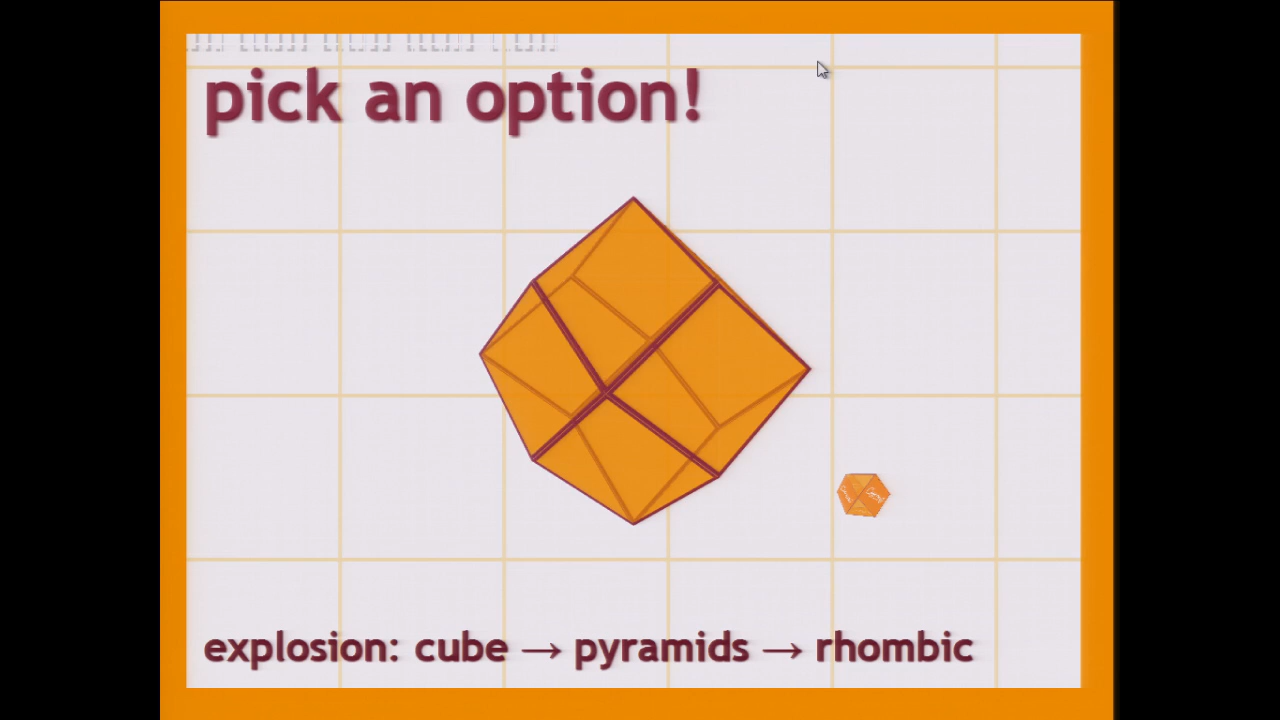 pick an option!
explosion: cube → pyramids → rhombic